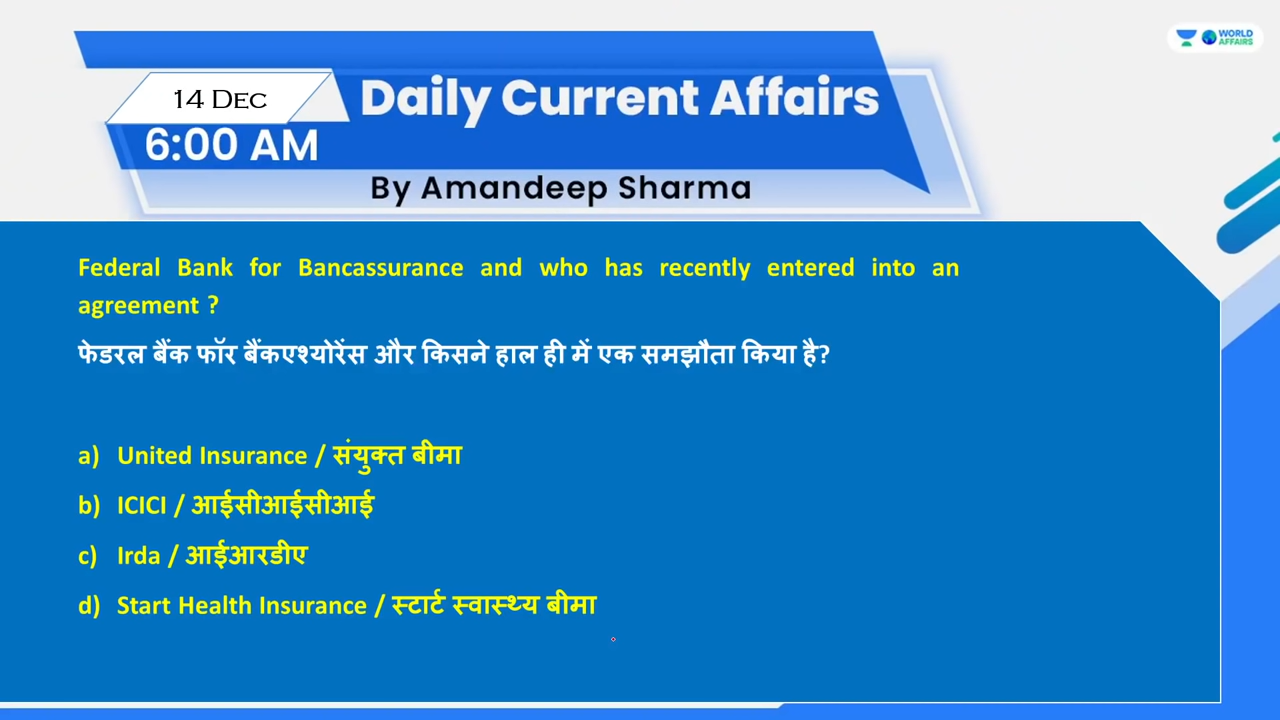 WORLD
AFFAIRS
14 Dec
Daily Current Affairs
6:00 AM
By Amandeep Sharma
Federal Bank for Bancassurance and who has recently entered into an
agreement ?
फेडरल बैंक फॉर बैंकएश्योरेंस और किसने हाल ही में एक समझौता किया है?
a) United Insurance / संयुक्त बीमा
b) ICICI / आईसीआईसीआई
c) Irda / आईआरडीए
d) Start Health Insurance / स्टार्ट स्वास्थ्य बीमा